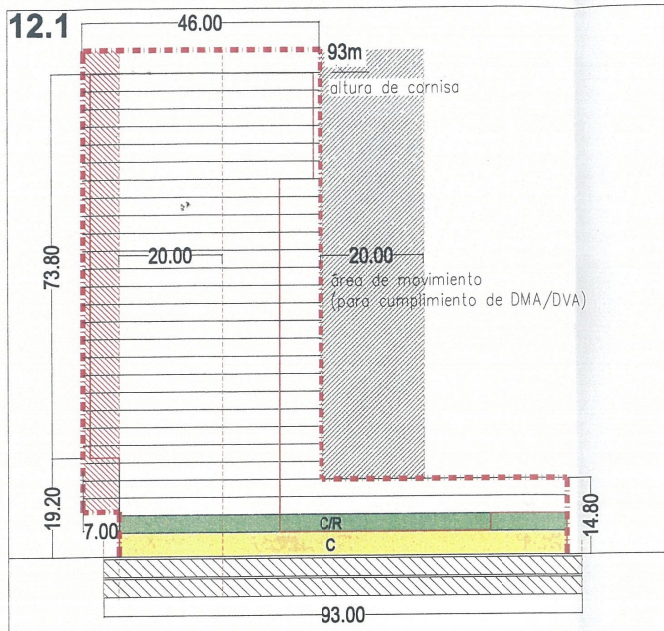 12.1
46.00
93m
altura de cornisa
73.80
20.00
20.00
área de movimiento
(para cumplimiento de DMA/DVA)
19.20
7.00
C/R
C
14.80
93.00